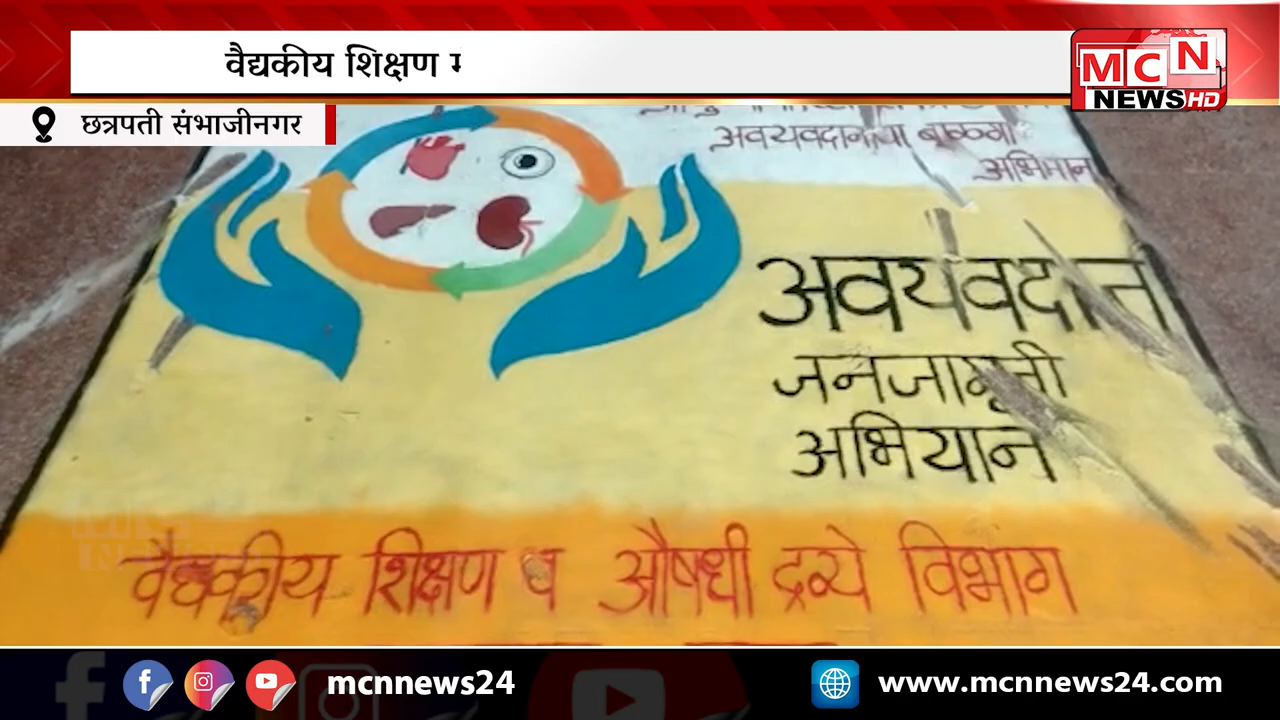 वैद्यकीय शिक्षण
MCN
NEWS HD
छत्रपती संभाजीनगर
अवयवदानाचा बाळगा
अभिमान
अवयवदान
जनजागृती
अभियान
वैद्यकीय शिक्षण व औषधी द्रव्ये विभाग
mcnnews24
www.mcnnews24.com